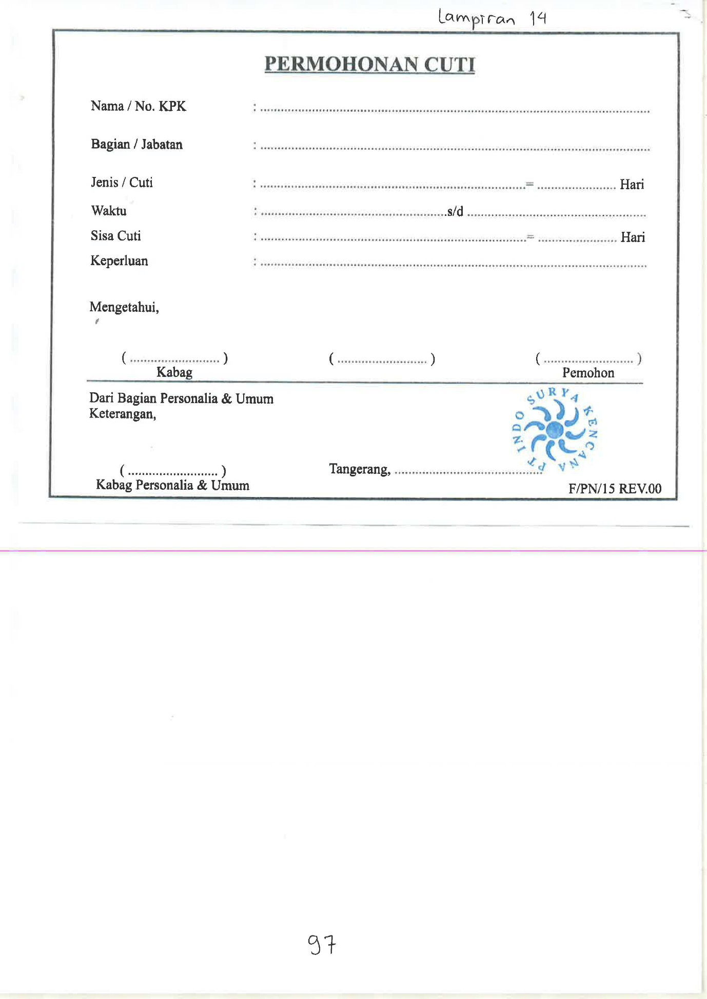 Lampiran 14
PERMOHONAN CUTI
Nama / No. KPK : ....................
Bagian / Jabatan : ....................
Jenis / Cuti : ....................= .................... Hari
Waktu : ....................s/d ....................
Sisa Cuti : ....................= .................... Hari
Keperluan : ....................
Mengetahui,
( .................... ) ( .................... ) ( .................... )
Kabag Pemohon
Dari Bagian Personalia & Umum
Keterangan,
PT INDO SURYA KENCANA
( .................... ) Tangerang, ....................
Kabag Personalia & Umum
F/PN/15 REV.00
97